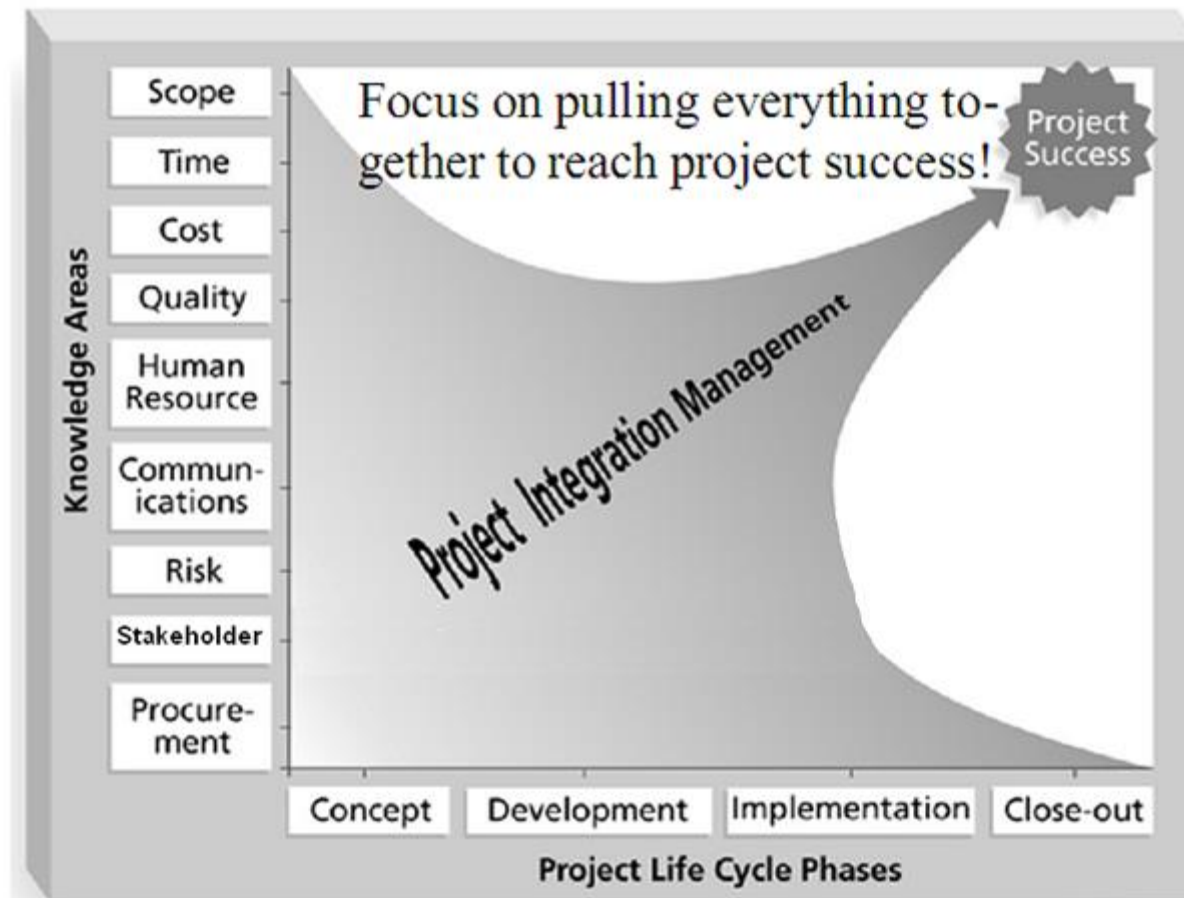 Focus on pulling everything to-
gether to reach project success!
Project
Success
Knowledge Areas
Scope
Time
Cost
Quality
Human
Resource
Commun-
ications
Risk
Stakeholder
Procure-
ment
Project Integration Management
Concept
Development
Implementation
Close-out
Project Life Cycle Phases